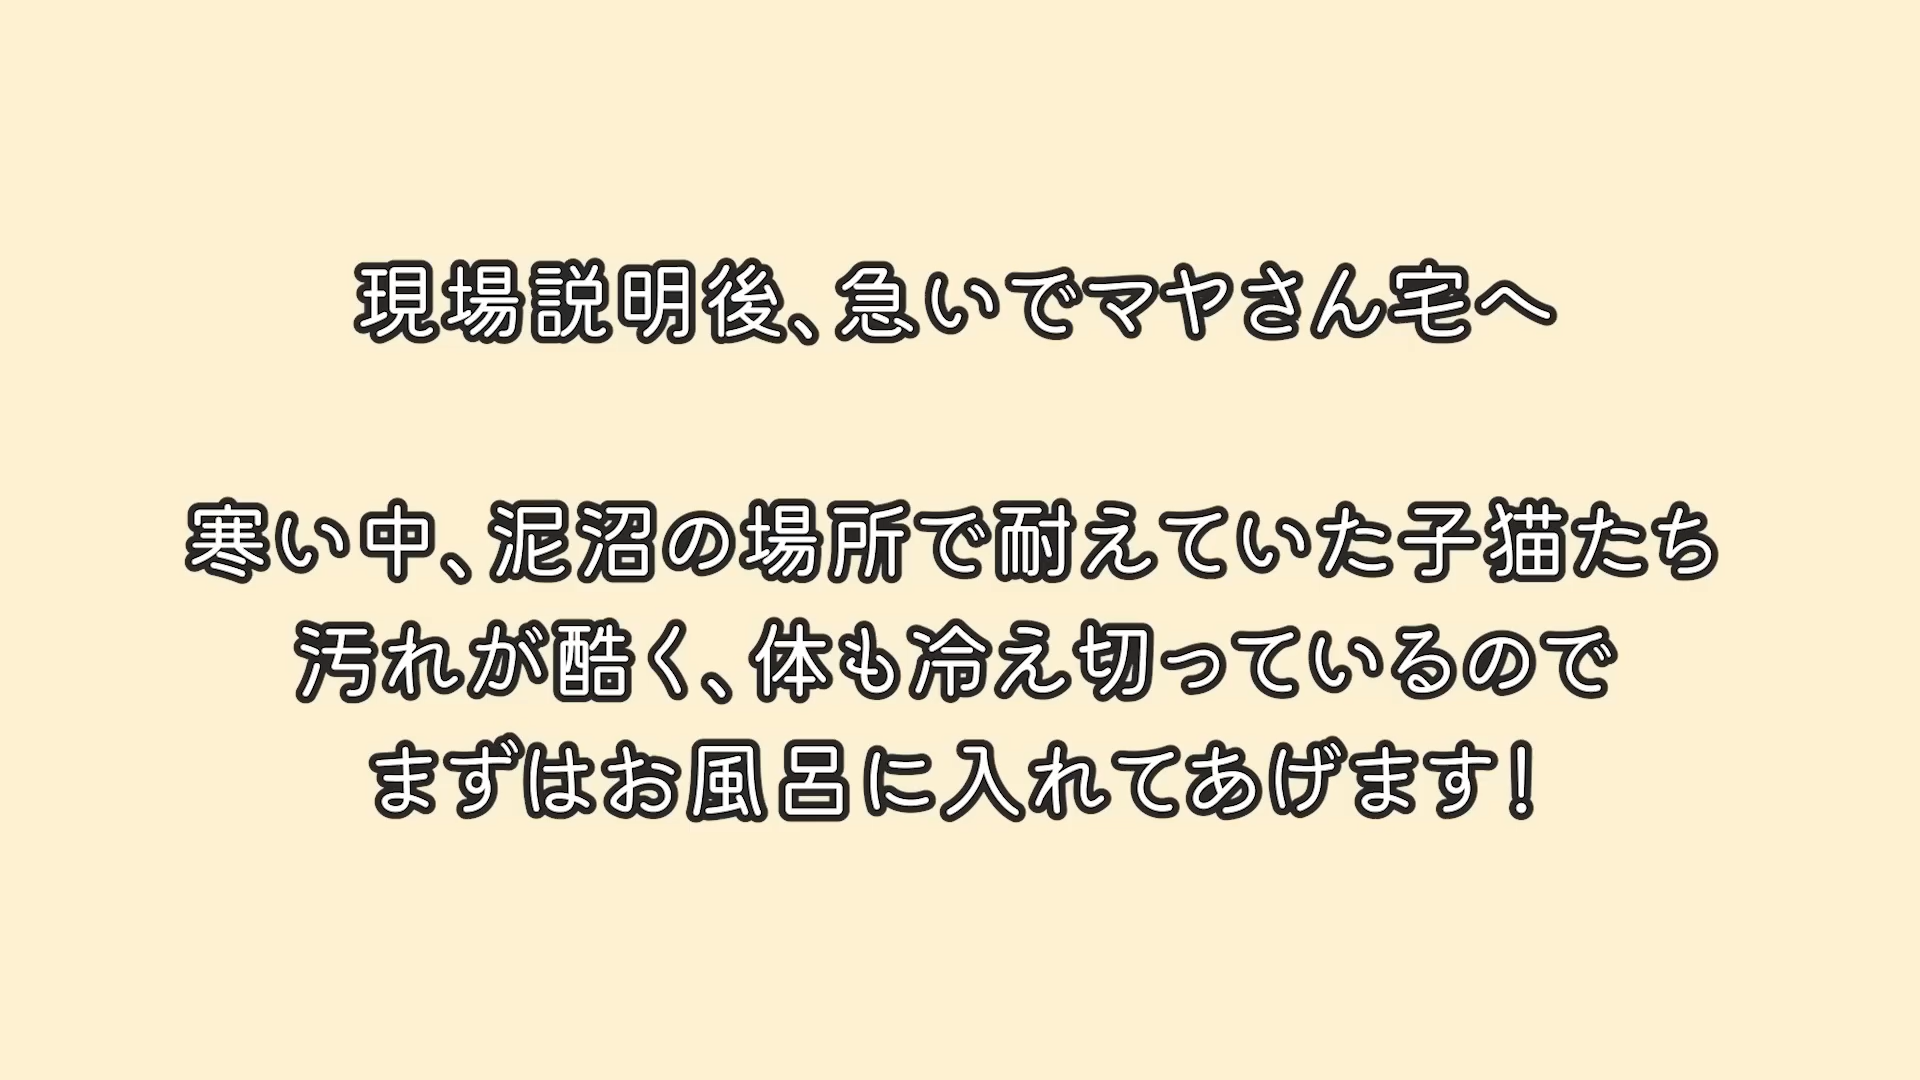 現場説明後、急いでマヤさん宅へ
寒い中、泥沼の場所で耐えていた子猫たち
汚れが酷く、体も冷え切っているので
まずはお風呂に入れてあげます!